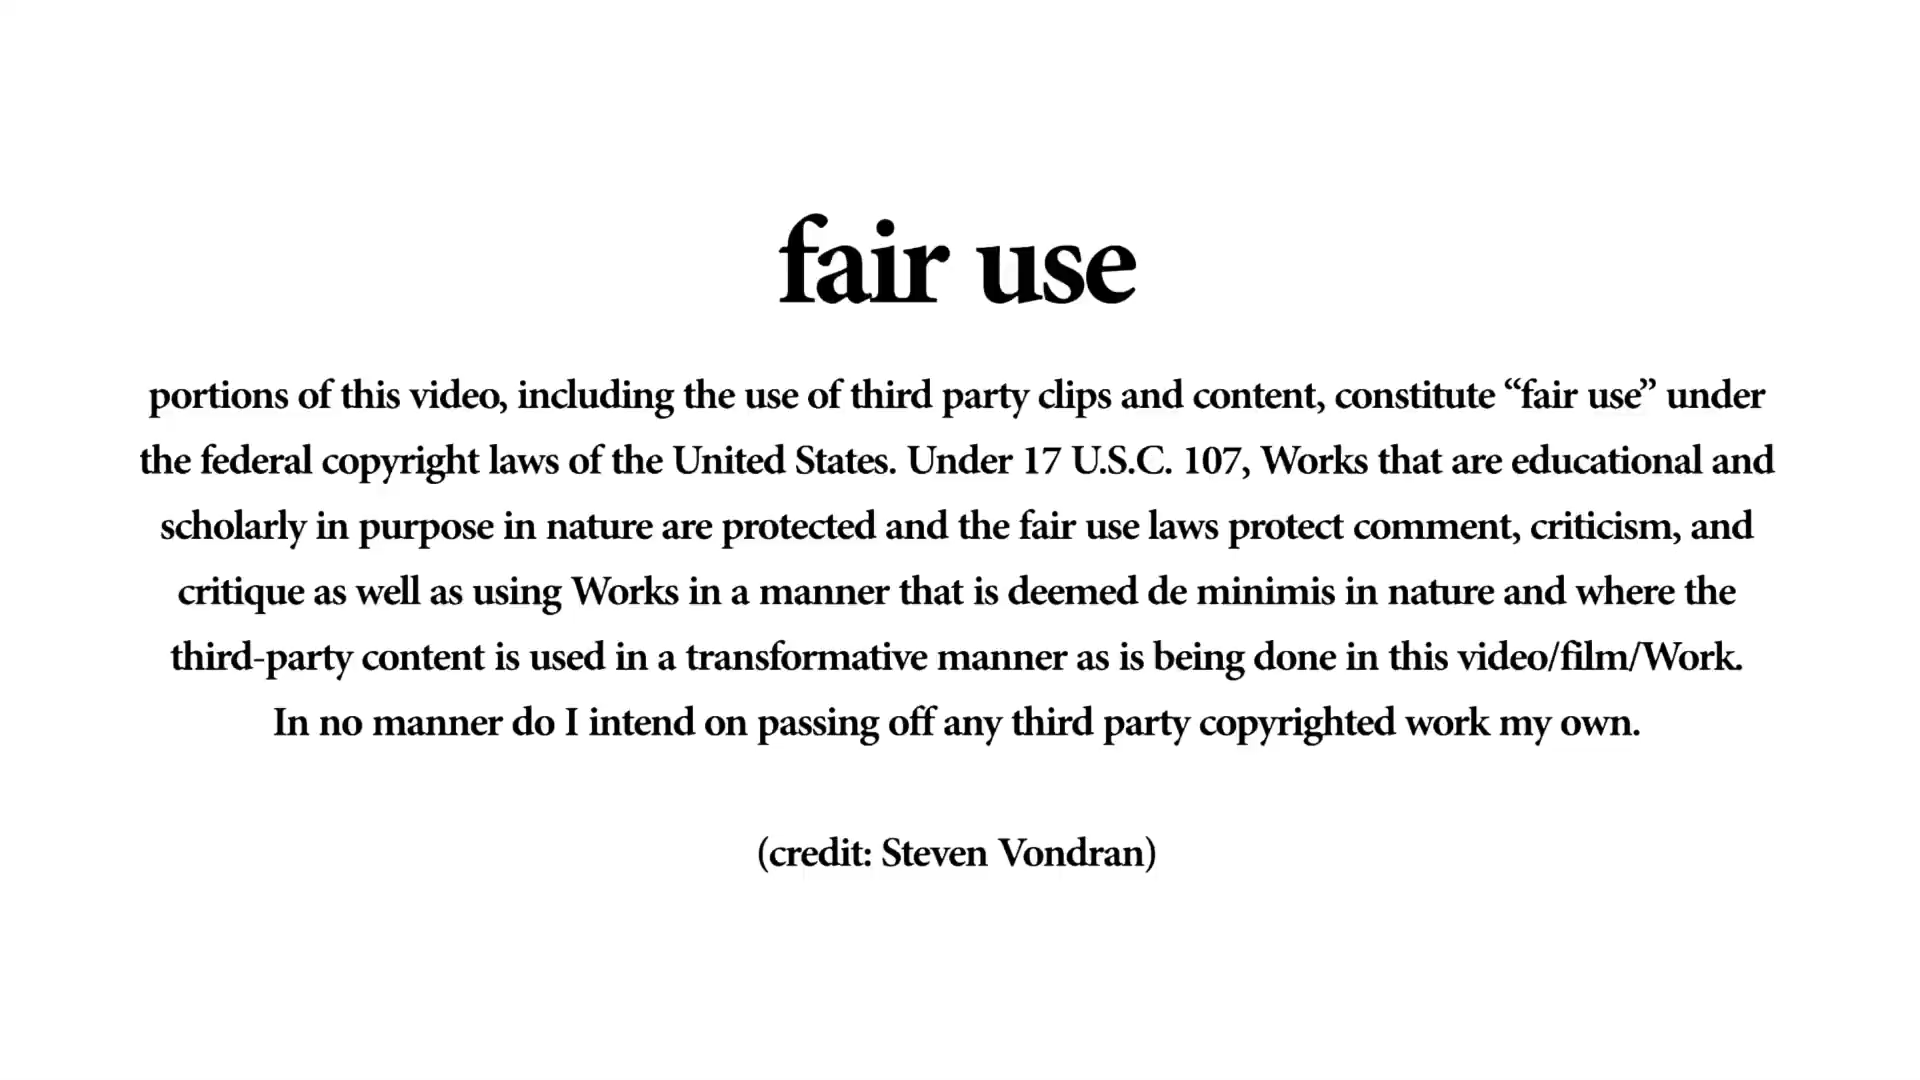 fair use
portions of this video, including the use of third party clips and content, constitute “fair use” under
the federal copyright laws of the United States. Under 17 U.S.C. 107, Works that are educational and
scholarly in purpose in nature are protected and the fair use laws protect comment, criticism, and
critique as well as using Works in a manner that is deemed de minimis in nature and where the
third-party content is used in a transformative manner as is being done in this video/film/Work.
In no manner do I intend on passing off any third party copyrighted work my own.
(credit: Steven Vondran)